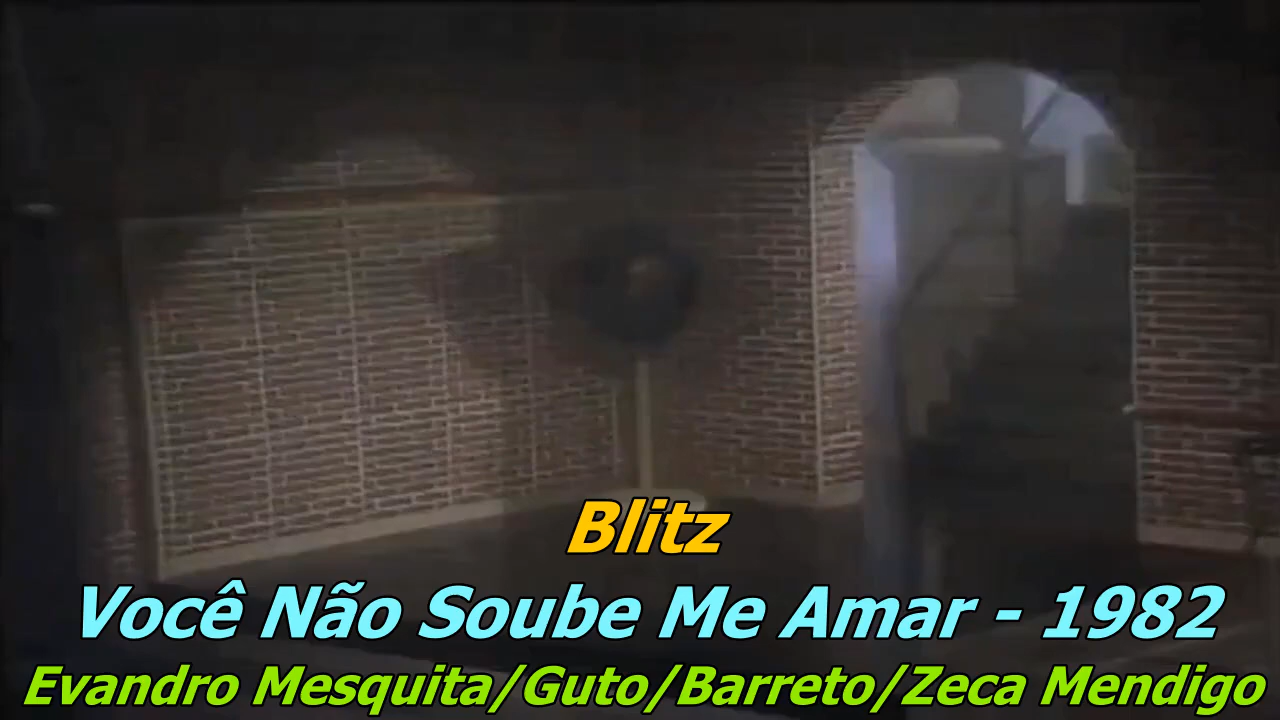 Blitz
Você Não Soube Me Amar - 1982
Evandro Mesquita/Guto/Barreto/Zeca Mendigo